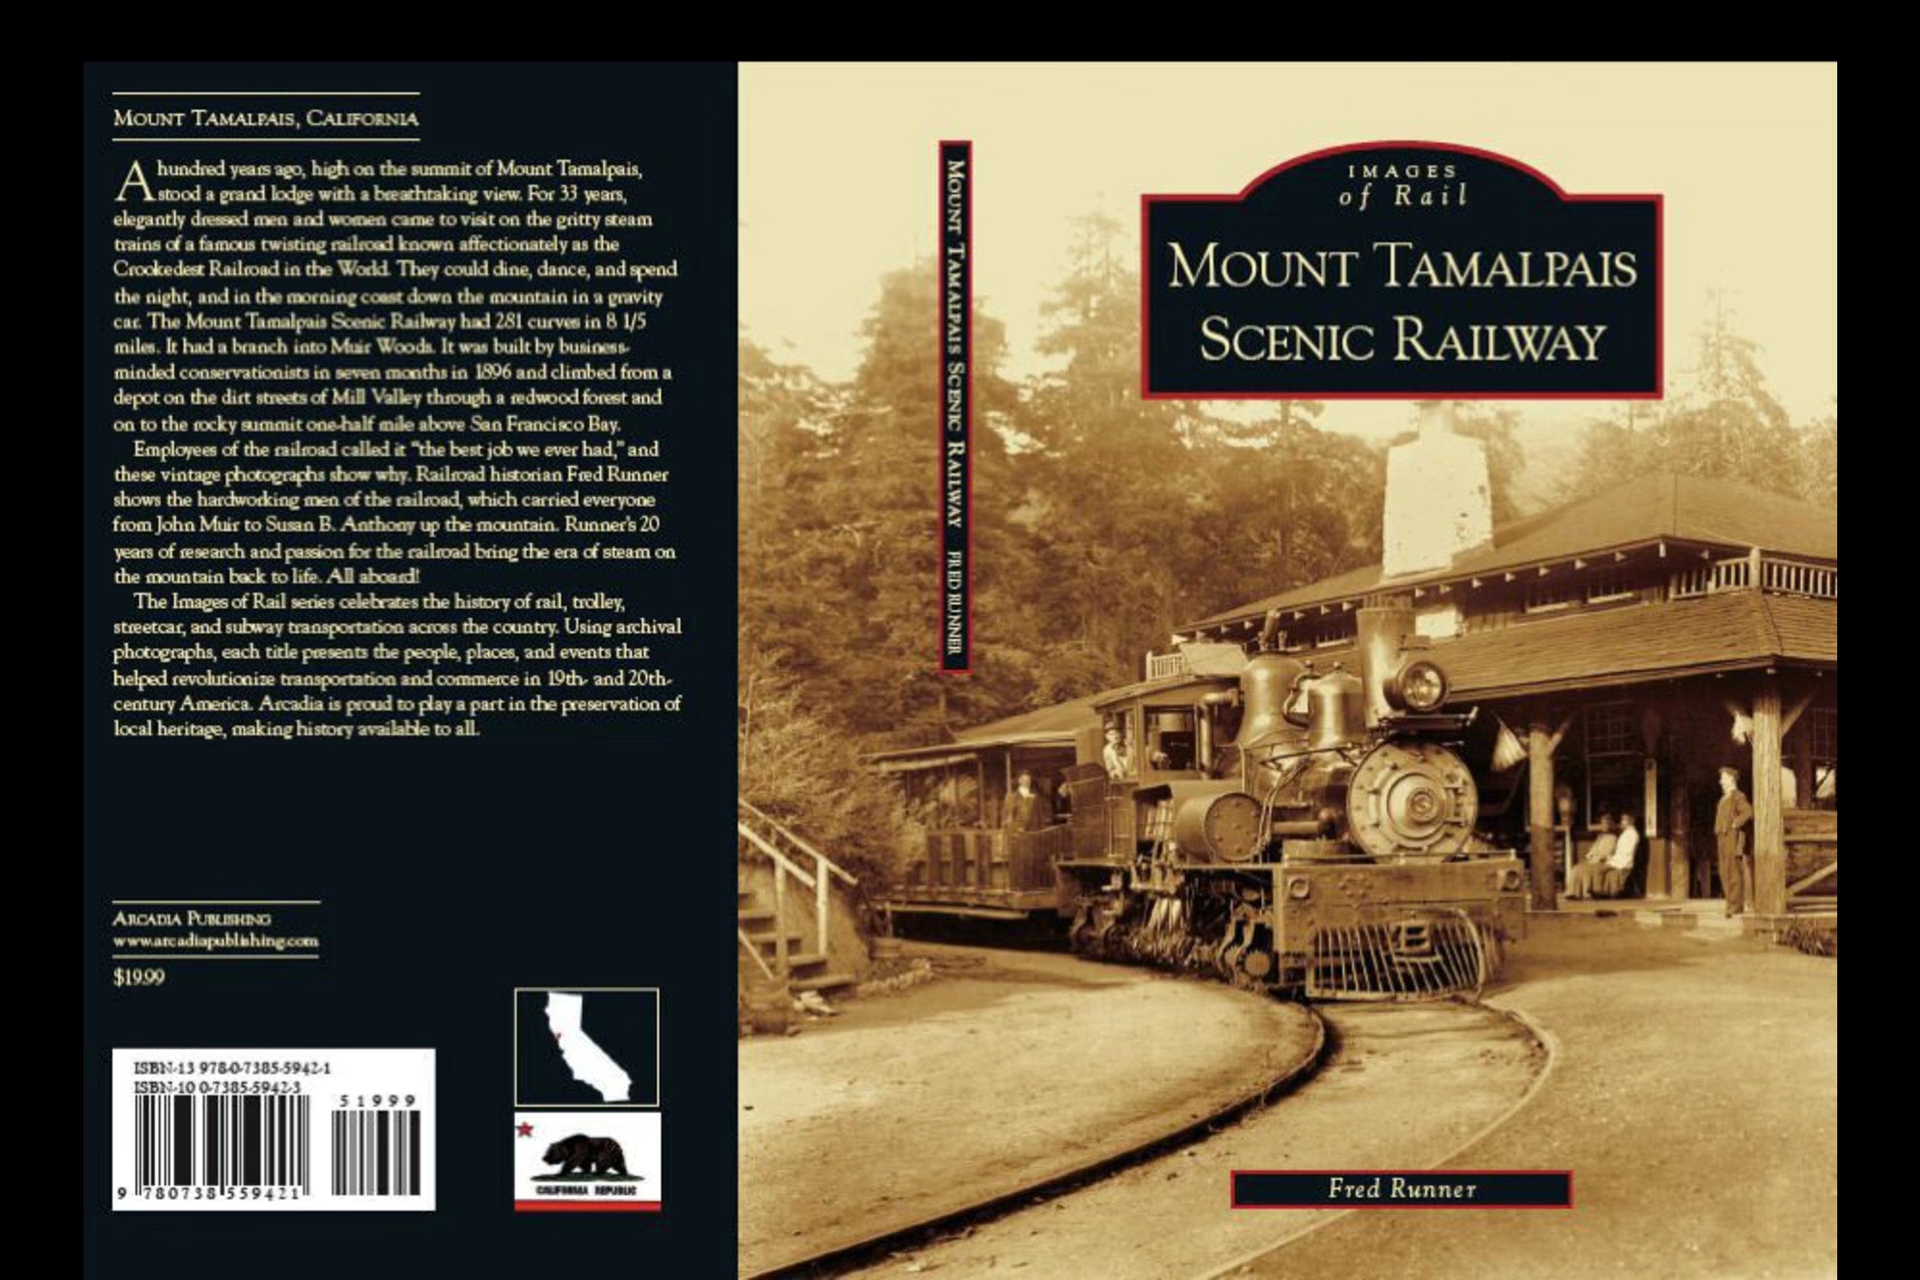 MOUNT TAMALPAIS, CALIFORNIA
A hundred years ago, high on the summit of Mount Tamalpais,
stood a grand lodge with a breathtaking view. For 33 years,
elegantly dressed men and women came to visit on the gritty steam
trains of a famous twisting railroad known affectionately as the
Crookedest Railroad in the World. They could dine, dance, and spend
the night, and in the morning coast down the mountain in a gravity
car. The Mount Tamalpais Scenic Railway had 281 curves in 8 1/5
miles. It had a branch into Muir Woods. It was built by business-
minded conservationists in seven months in 1896 and climbed from a
depot on the dirt streets of Mill Valley through a redwood forest and
on to the rocky summit one-half mile above San Francisco Bay.
Employees of the railroad called it "the best job we ever had," and
these vintage photographs show why. Railroad historian Fred Runner
shows the hardworking men of the railroad, which carried everyone
from John Muir to Susan B. Anthony up the mountain. Runner's 20
years of research and passion for the railroad bring the era of steam on
the mountain back to life. All aboard!
The Images of Rail series celebrates the history of rail, trolley,
streetcar, and subway transportation across the country. Using archival
photographs, each title presents the people, places, and events that
helped revolutionize transportation and commerce in 19th- and 20th-
century America. Arcadia is proud to play a part in the preservation of
local heritage, making history available to all.
ARCADIA PUBLISHING
www.arcadiapublishing.com
$19.99
ISBN-13 978-0-7385-5942-1
ISBN-10 0-7385-5942-3
51999
9 780738 559421
CALIFORNIA REPUBLIC
MOUNT TAMALPAIS SCENIC RAILWAY FRED RUNNER
IMAGES
of Rail
MOUNT TAMALPAIS
SCENIC RAILWAY
Fred Runner